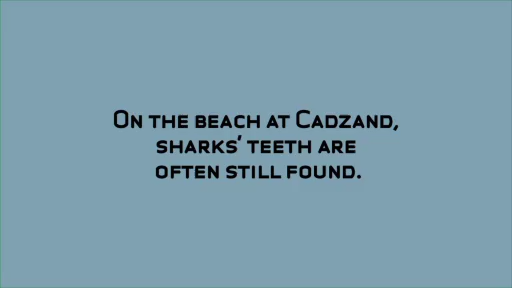 On the beach at Cadzand,
sharks' teeth are
often still found.